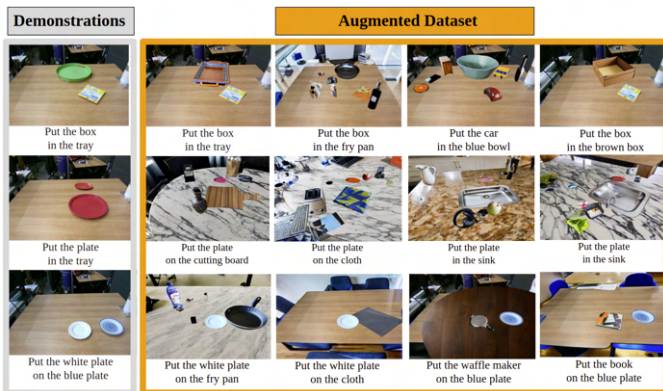 Demonstrations
Augmented Dataset
Put the box
in the tray
Put the box
in the tray
Put the box
in the fry pan
Put the car
in the blue bowl
Put the box
in the brown box
Put the plate
in the tray
Put the plate
on the cutting board
Put the plate
on the cloth
Put the plate
in the sink
Put the plate
in the sink
Put the white plate
on the blue plate
Put the white plate
on the fry pan
Put the white plate
on the cloth
Put the waffle maker
on the blue plate
Put the book
on the blue plate